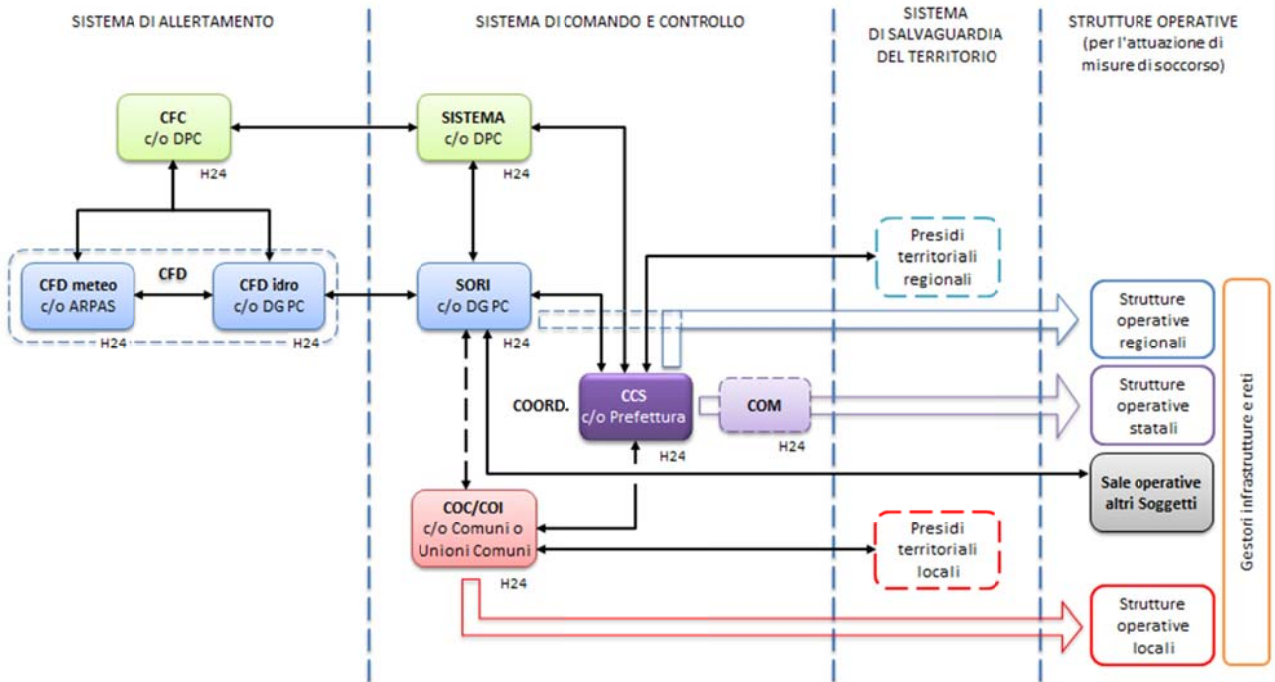 SISTEMA DI ALLERTAMENTO
SISTEMA DI COMANDO E CONTROLLO
SISTEMA
DI SALVAGUARDIA
DEL TERRITORIO
STRUTTURE OPERATIVE
(per l'attuazione di
misure di soccorso)
CFC
c/o DPC
H24
SISTEMA
c/o DPC
H24
CFD meteo
c/o ARPAS
H24
CFD
CFD idro
c/o DG PC
H24
SORI
c/o DG PC
H24
Presidi
territoriali
regionali
Strutture
operative
regionali
COORD.
CCS
c/o Prefettura
H24
COM
H24
Strutture
operative
statali
Sale operative
altri Soggetti
COC/COI
c/o Comuni o
Unioni Comuni
H24
Presidi
territoriali
locali
Strutture
operative
locali
Gestori infrastrutture e reti